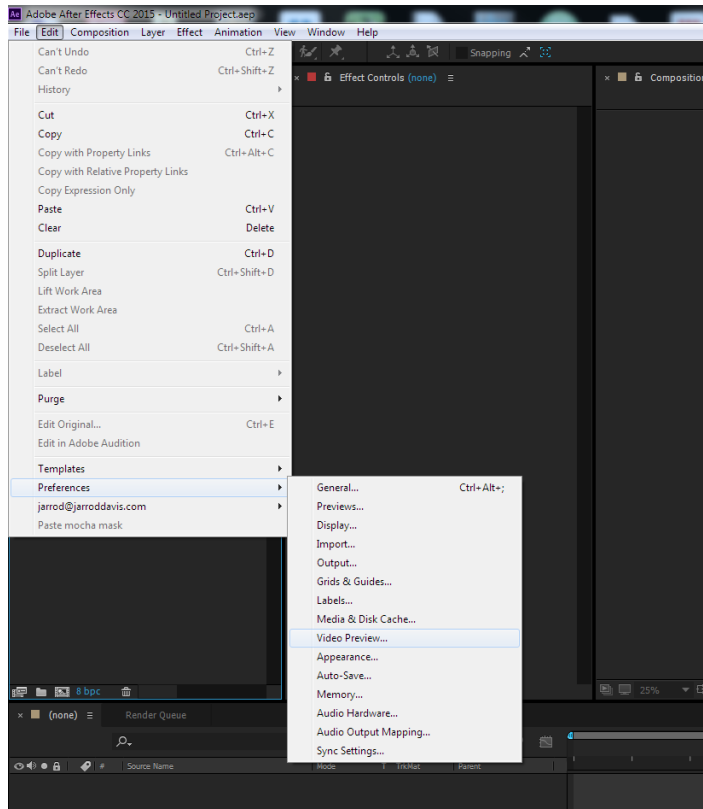 Ae Adobe After Effects CC 2015 - Untitled Project.aep
File Edit Composition Layer Effect Animation View Window Help
Can't Undo Ctrl+Z
Snapping
Can't Redo Ctrl+Shift+Z
× Effect Controls (none)
× Composition
History
Cut Ctrl+X
Copy Ctrl+C
Copy with Property Links Ctrl+Alt+C
Copy with Relative Property Links
Copy Expression Only
Paste Ctrl+V
Clear Delete
Duplicate Ctrl+D
Split Layer Ctrl+Shift+D
Lift Work Area
Extract Work Area
Select All Ctrl+A
Deselect All Ctrl+Shift+A
Label
Purge
Edit Original... Ctrl+E
Edit in Adobe Audition
Templates
Preferences
jarrod@jarroddavis.com
Paste mocha mask
General... Ctrl+Alt+;
Previews...
Display...
Import...
Output...
Grids & Guides...
Labels...
Media & Disk Cache...
Video Preview...
Appearance...
Auto-Save...
Memory...
Audio Hardware...
Audio Output Mapping...
Sync Settings...
8 bpc
25%
× (none) Render Queue
# Source Name Mode T TrkMat Parent